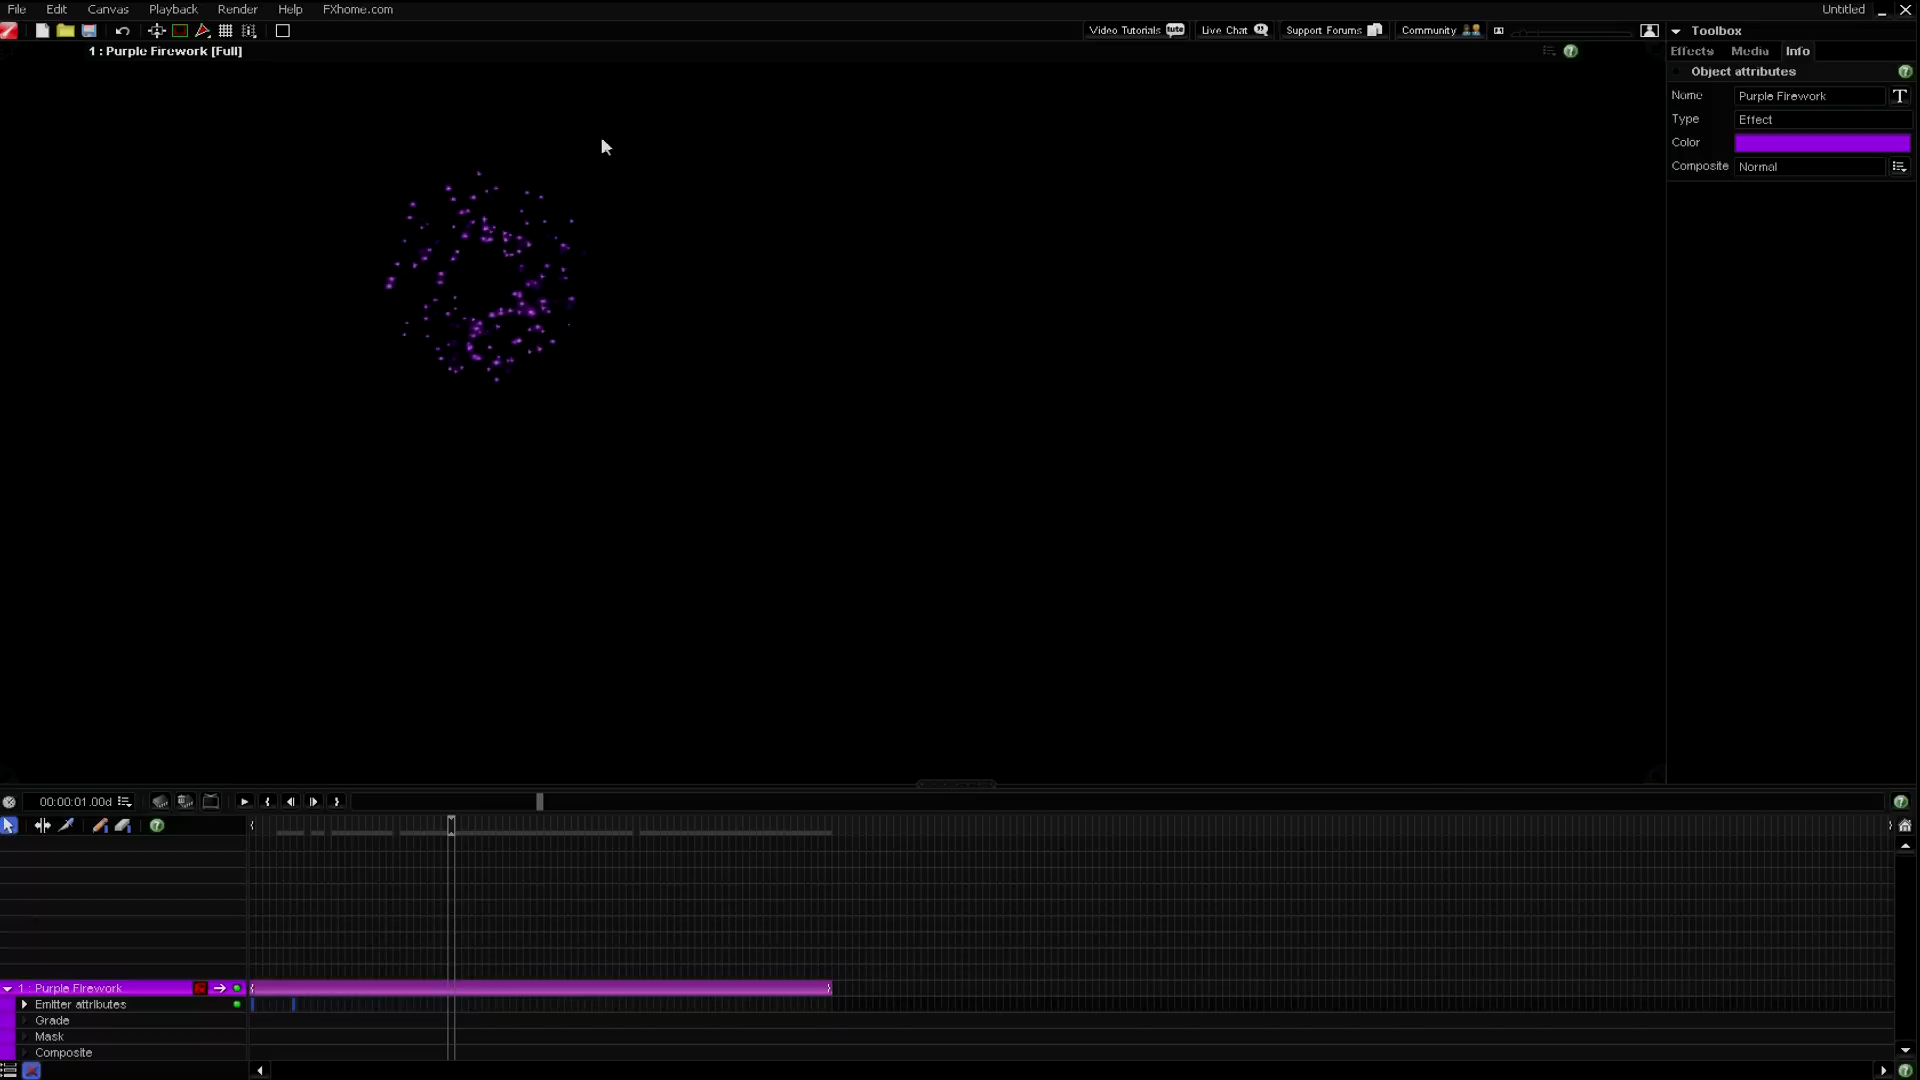 File Edit Canvas Playback Render Help FXhome.com Untitled
Video Tutorials tute Live Chat Support Forums Community Toolbox
1 : Purple Firework [Full]
Effects Media Info
Object attributes
Name Purple Firework T
Type Effect
Color
Composite Normal
00:00:01.00d
1 : Purple Firework
Emitter attributes
Grade
Mask
Composite